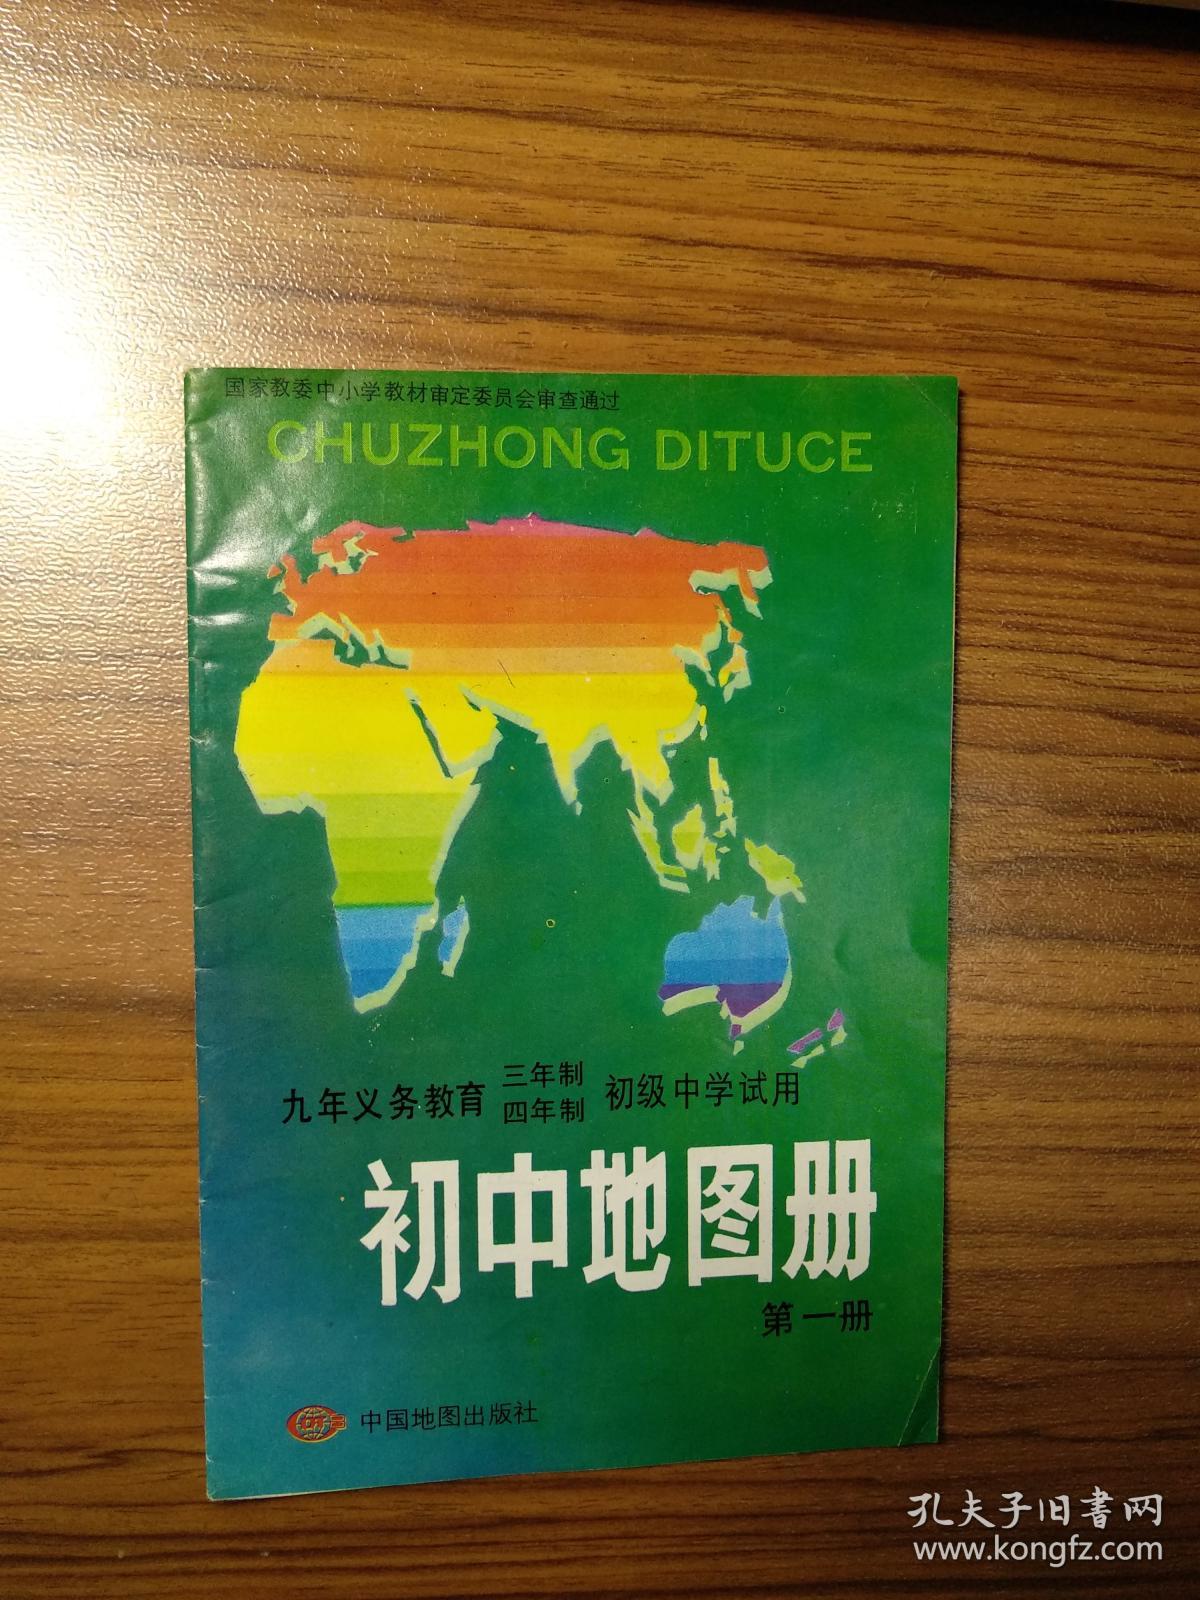 国家教委中小学教材审定委员会审查通过
CHUZHONG DITUCE
九年义务教育 三年制 初级中学试用
四年制
初中地图册
第一册
中国地图出版社
孔夫子旧书网
www.kongfz.com